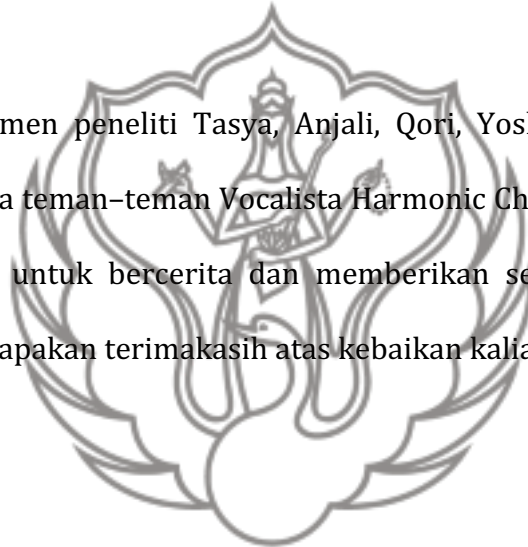 men peneliti Tasya, Anjali, Qori, Yosl
a teman–teman Vocalista Harmonic Ch
untuk bercerita dan memberikan se
apakan terimakasih atas kebaikan kalia